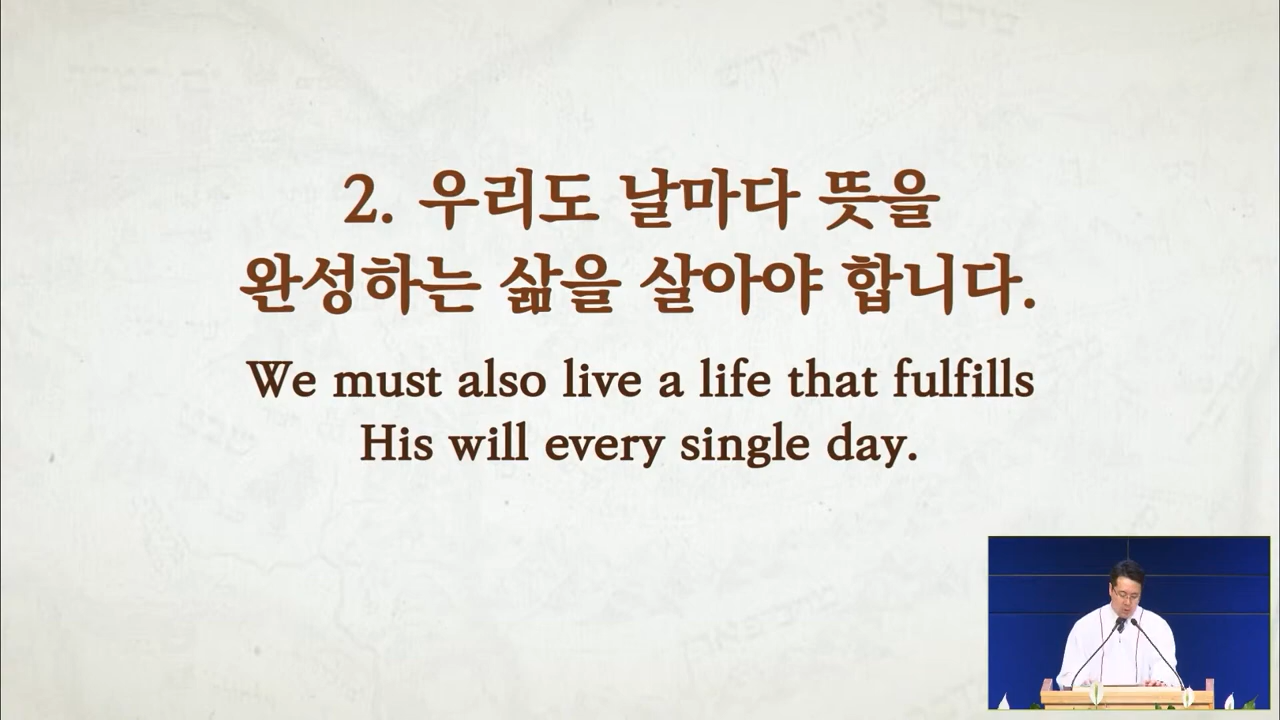 2. 우리도 날마다 뜻을
완성하는 삶을 살아야 합니다.
We must also live a life that fulfills
His will every single day.